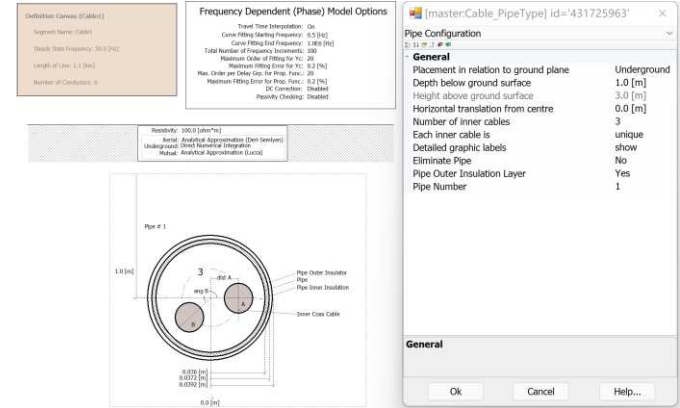 Definition Canvas (Cable1)
Segment Name: Cable1
Steady State Frequency: 50.0 [Hz]
Length of Line: 1.1 [km]
Number of Conductors: 6
Frequency Dependent (Phase) Model Options
Travel Time Interpolation: On
Curve Fitting Starting Frequency: 0.5 [Hz]
Curve Fitting End Frequency: 1.0E6 [Hz]
Total Number of Frequency Increments: 100
Maximum Order of Fitting for Yc: 20
Maximum Fitting Error for Yc: 0.2 [%]
Max. Order per Delay Grp. for Prop. Func.: 20
Maximum Fitting Error for Prop. Func.: 0.2 [%]
DC Correction: Disabled
Passivity Checking: Disabled
Resistivity: 100.0 [ohm*m]
Aerial: Analytical Approximation (Deri-Semlyen)
Underground: Direct Numerical Integration
Mutual: Analytical Approximation (Lucca)
Pipe # 1
1.0 [m]
3
dist A
ang B
A
B
Pipe Outer Insulator
Pipe
Pipe Inner Insulation
Inner Coax Cable
0.036 [m]
0.0372 [m]
0.0392 [m]
0.0 [m]
[master:Cable_PipeType] id='431725963'
Pipe Configuration
General
Placement in relation to ground plane Underground
Depth below ground surface 1.0 [m]
Height above ground surface 3.0 [m]
Horizontal translation from centre 0.0 [m]
Number of inner cables 3
Each inner cable is unique
Detailed graphic labels show
Eliminate Pipe No
Pipe Outer Insulation Layer Yes
Pipe Number 1
General
Ok Cancel Help...